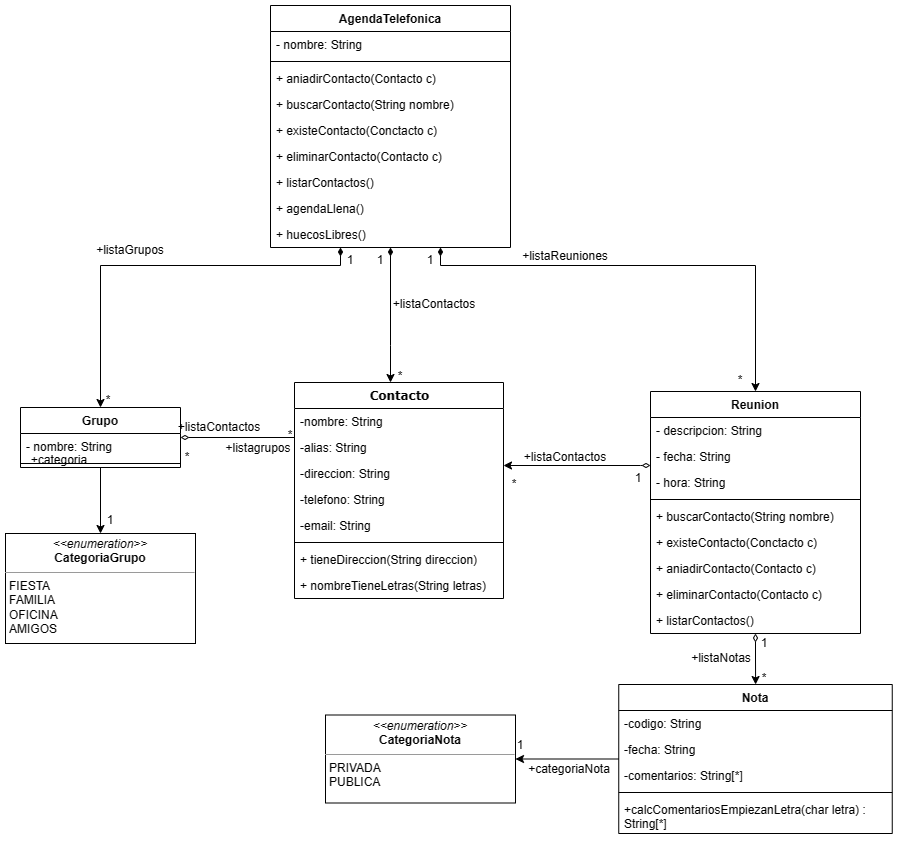 AgendaTelefonica
- nombre: String
+ aniadirContacto(Contacto c)
+ buscarContacto(String nombre)
+ existeContacto(Conctacto c)
+ eliminarContacto(Contacto c)
+ listarContactos()
+ agendaLlena()
+ huecosLibres()
+listaGrupos
1
1
1
+listaReuniones
+listaContactos
*
*
*
Grupo
- nombre: String
+categoria
+listaContactos
*
+listagrupos
*
Contacto
-nombre: String
-alias: String
-direccion: String
-telefono: String
-email: String
+ tieneDireccion(String direccion)
+ nombreTieneLetras(String letras)
+listaContactos
*
1
Reunion
- descripcion: String
- fecha: String
- hora: String
+ buscarContacto(String nombre)
+ existeContacto(Conctacto c)
+ aniadirContacto(Contacto c)
+ eliminarContacto(Contacto c)
+ listarContactos()
1
<<enumeration>>
CategoriaGrupo
FIESTA
FAMILIA
OFICINA
AMIGOS
1
+listaNotas
*
Nota
-codigo: String
-fecha: String
-comentarios: String[*]
+calcComentariosEmpiezanLetra(char letra) :
String[*]
<<enumeration>>
CategoriaNota
PRIVADA
PUBLICA
1
+categoriaNota